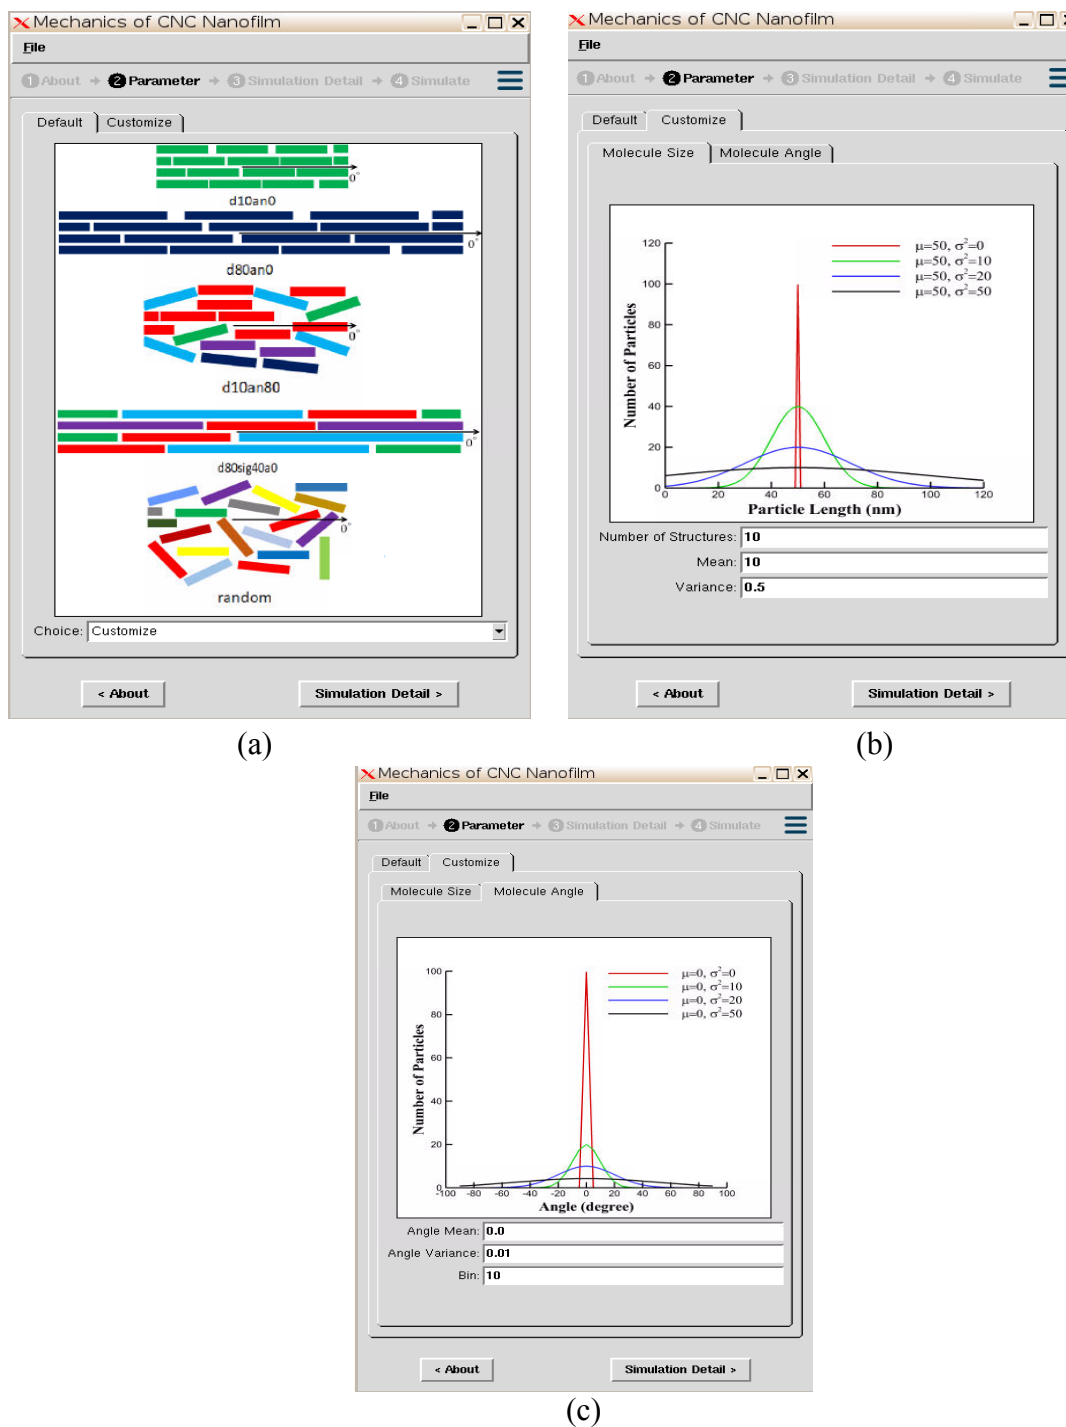 Mechanics of CNC Nanofilm
File
1 About → 2 Parameter → 3 Simulation Detail → 4 Simulate
Default Customize
0°
d10an0
0°
d80an0
0°
d10an80
0°
d80sig40a0
0°
random
Choice: Customize
< About Simulation Detail >
(a)
Mechanics of CNC Nanofilm
File
1 About → 2 Parameter → 3 Simulation Detail → 4 Simulate
Default Customize
Molecule Size Molecule Angle
μ=50, σ²=0
μ=50, σ²=10
μ=50, σ²=20
μ=50, σ²=50
120
100
80
60
40
20
0
Number of Particles
0 20 40 60 80 100 120
Particle Length (nm)
Number of Structures: 10
Mean: 10
Variance: 0.5
< About Simulation Detail >
(b)
Mechanics of CNC Nanofilm
File
1 About → 2 Parameter → 3 Simulation Detail → 4 Simulate
Default Customize
Molecule Size Molecule Angle
μ=0, σ²=0
μ=0, σ²=10
μ=0, σ²=20
μ=0, σ²=50
100
80
60
40
20
0
Number of Particles
-100 -80 -60 -40 -20 0 20 40 60 80 100
Angle (degree)
Angle Mean: 0.0
Angle Variance: 0.01
Bin: 10
< About Simulation Detail >
(c)